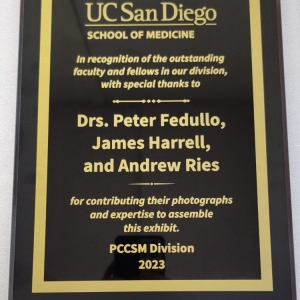 UC San Diego
SCHOOL OF MEDICINE
In recognition of the outstanding
faculty and fellows in our division,
with special thanks to
Drs. Peter Fedullo,
James Harrell,
and Andrew Ries
for contributing their photographs
and expertise to assemble
this exhibit.
PCCSM Division
2023